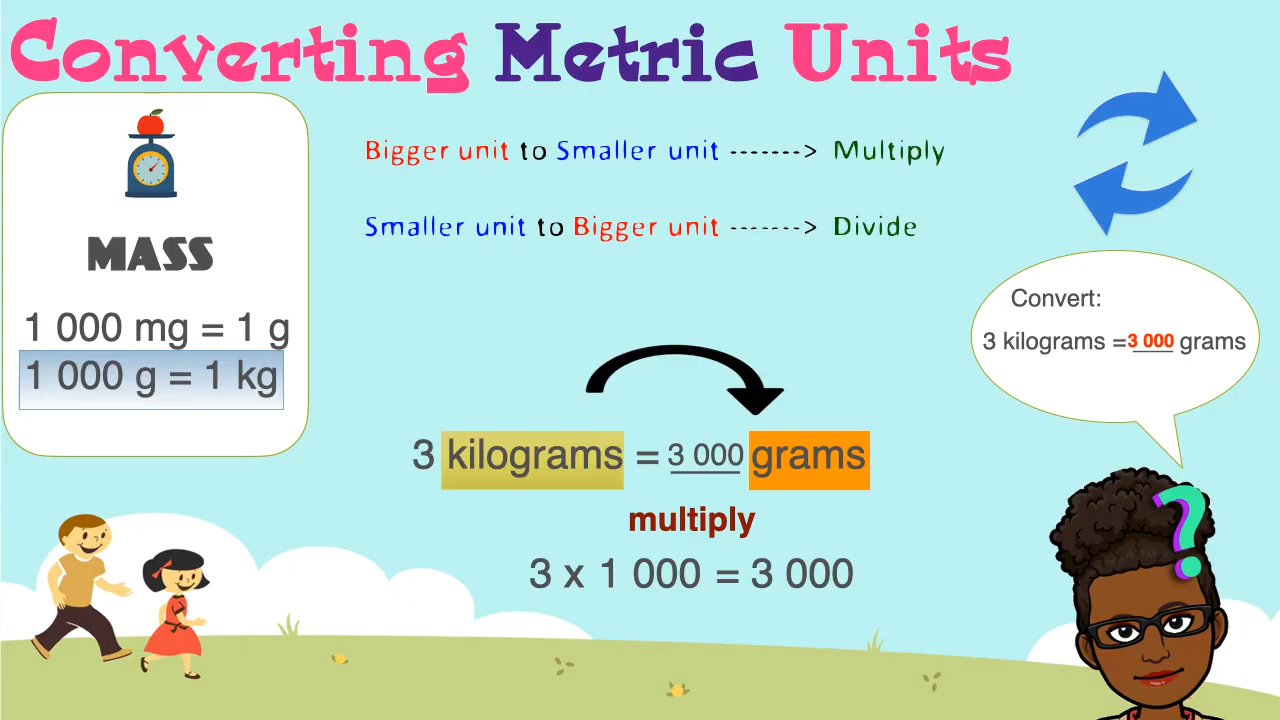 Converting Metric Units
MASS
1 000 mg = 1 g
1 000 g = 1 kg
Bigger unit to Smaller unit -------> Multiply
Smaller unit to Bigger unit -------> Divide
Convert:
3 kilograms =3 000 grams
3 kilograms = 3 000 grams
multiply
3 x 1 000 = 3 000
?